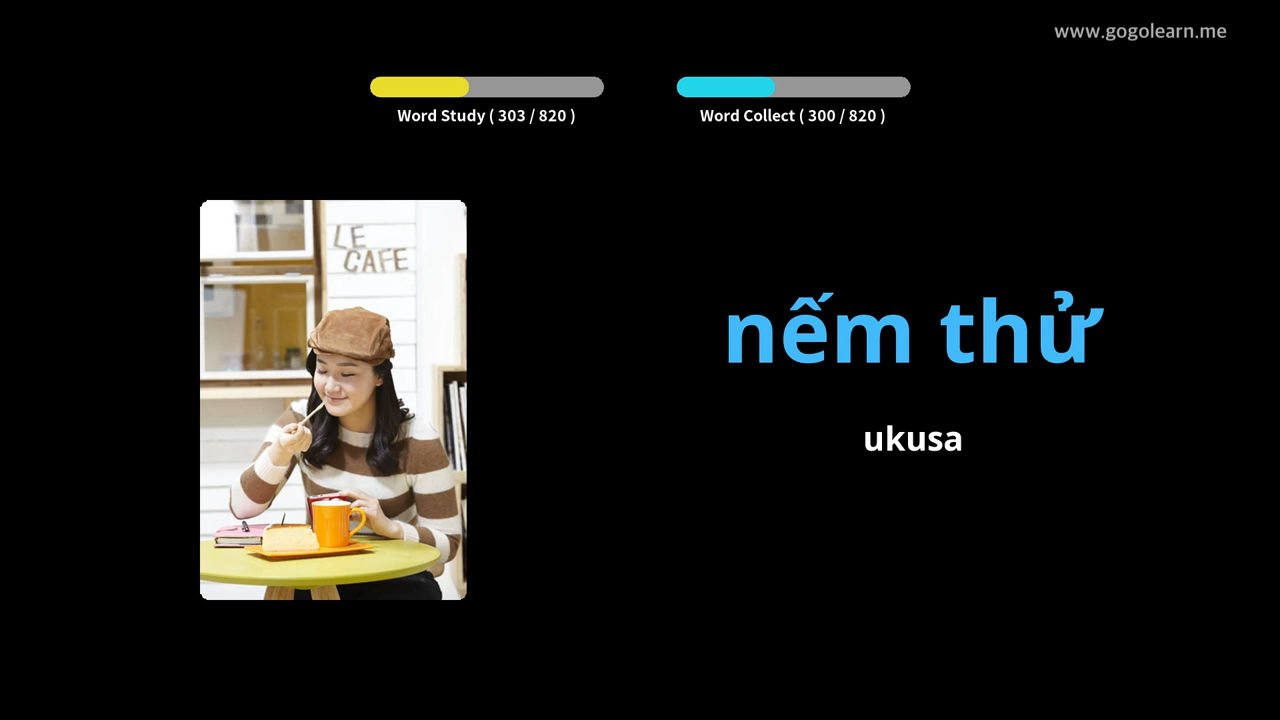 www.gogolearn.me
Word Study ( 303 / 820 )
Word Collect ( 300 / 820 )
LE
CAFE
nếm thử
ukusa